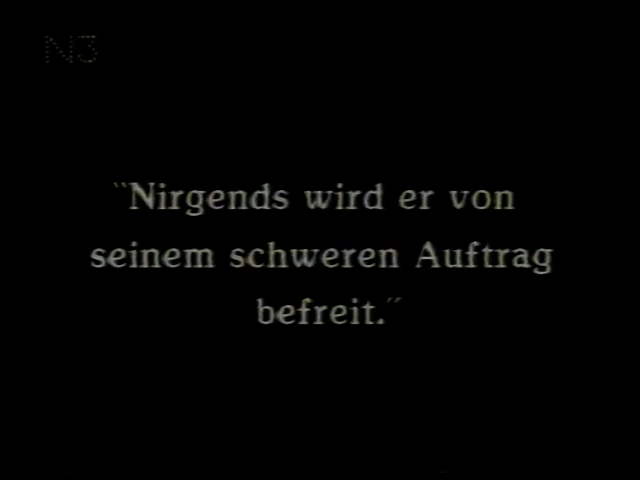 N3
"Nirgends wird er von
seinem schweren Auftrag
befreit."